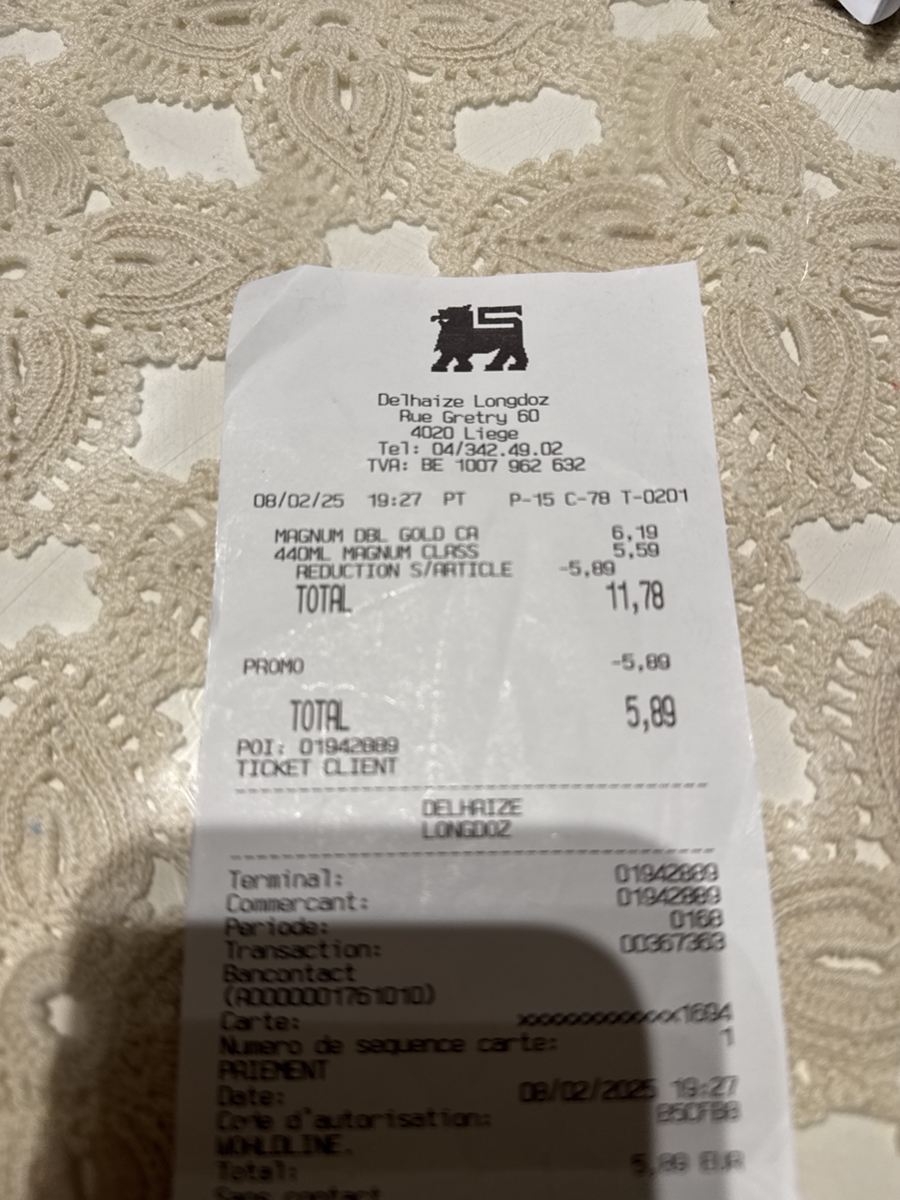 Delhaize Longdoz
Rue Gretry 60
4020 Liege
Tel: 04/342.49.02
TVA: BE 1007 962 632
08/02/25 19:27 PT P-15 C-78 T-0201
MAGNUM DBL GOLD CA 6,19
440ML MAGNUM CLASS 5,59
REDUCTION S/ARTICLE -5,89
TOTAL 11,78
PROMO -5,89
TOTAL 5,89
POI: 01942889
TICKET CLIENT
DELHAIZE
LONGDOZ
Terminal: 01942889
Commercant: 01942889
Periode: 0168
Transaction: 00367363
Bancontact
(A0000001761010)
Carte: xxxxxxxxxxxxx1694
Numero de sequence carte: 1
PAIEMENT
Date: 08/02/2025 19:27
Code d'autorisation:
WORLDLINE.
Total: 5,89 EUR
Sans contact